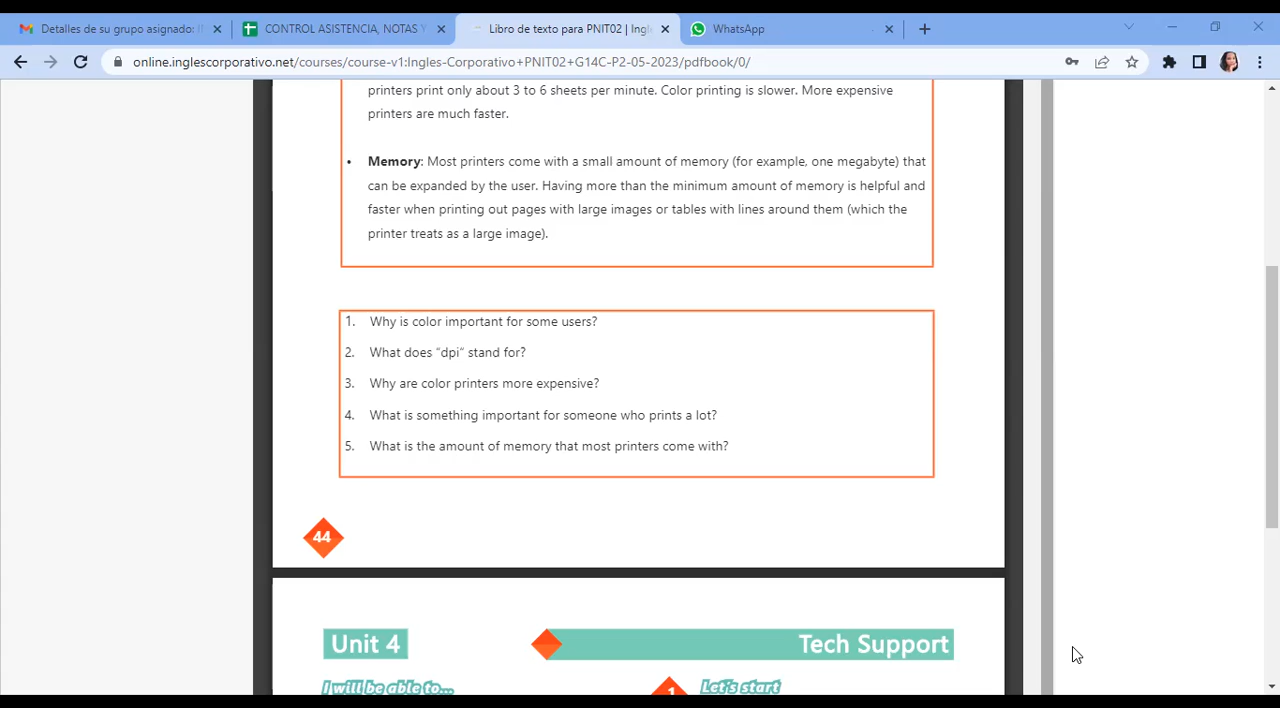 Detalles de su grupo asignado: I
CONTROL ASISTENCIA, NOTAS Y
Libro de texto para PNIT02 | Ingl
WhatsApp
online.inglescorporativo.net/courses/course-v1:Ingles-Corporativo+PNIT02+G14C-P2-05-2023/pdfbook/0/
printers print only about 3 to 6 sheets per minute. Color printing is slower. More expensive
printers are much faster.
• Memory: Most printers come with a small amount of memory (for example, one megabyte) that
can be expanded by the user. Having more than the minimum amount of memory is helpful and
faster when printing out pages with large images or tables with lines around them (which the
printer treats as a large image).
1. Why is color important for some users?
2. What does “dpi” stand for?
3. Why are color printers more expensive?
4. What is something important for someone who prints a lot?
5. What is the amount of memory that most printers come with?
44
Unit 4
Tech Support
I will be able to...
1
Let's start